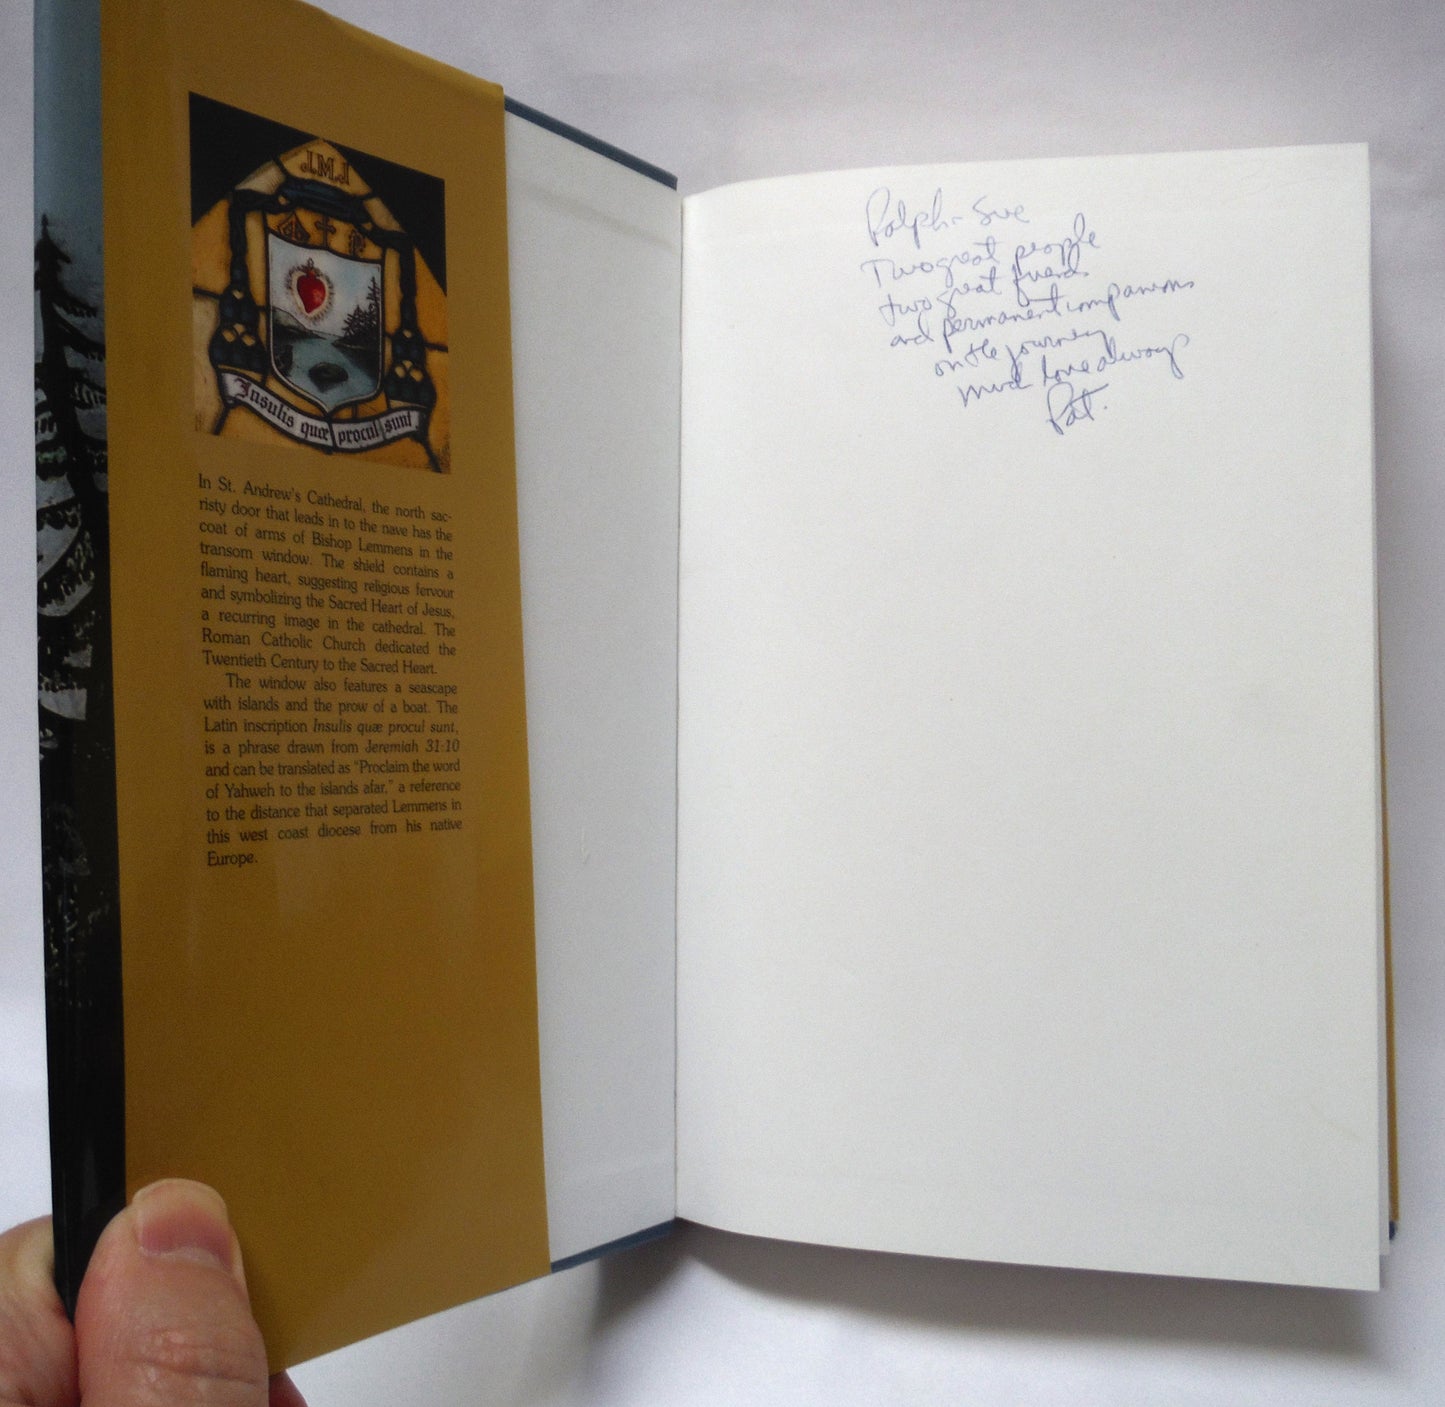 J.M.J
Insulis quæ procul sunt
In St. Andrew's Cathedral, the north sac-
risty door that leads in to the nave has the
coat of arms of Bishop Lemmens in the
transom window. The shield contains a
flaming heart, suggesting religious fervour
and symbolizing the Sacred Heart of Jesus,
a recurring image in the cathedral. The
Roman Catholic Church dedicated the
Twentieth Century to the Sacred Heart.
The window also features a seascape
with islands and the prow of a boat. The
Latin inscription Insulis quæ procul sunt,
is a phrase drawn from Jeremiah 31:10
and can be translated as "Proclaim the word
of Yahweh to the islands afar," a reference
to the distance that separated Lemmens in
this west coast diocese from his native
Europe.
Ralph - Sue
Two great people
two great friends
and permanent companions
on the journey
much love always
Pat.